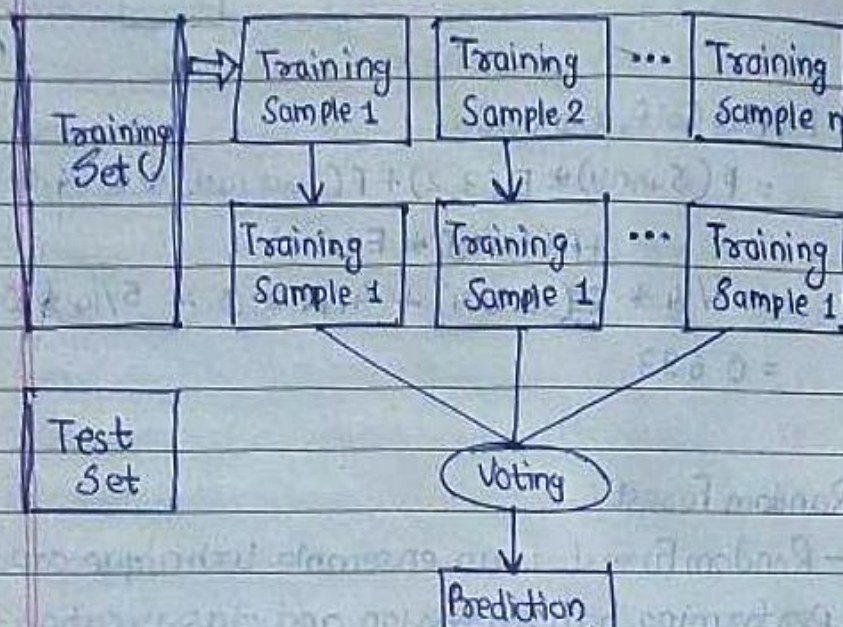 Training Sample 1
Training Sample 2
...
Training Sample n
Training Set
Training Sample 1
Training Sample 1
...
Training Sample 1
Test Set
Voting
Prediction